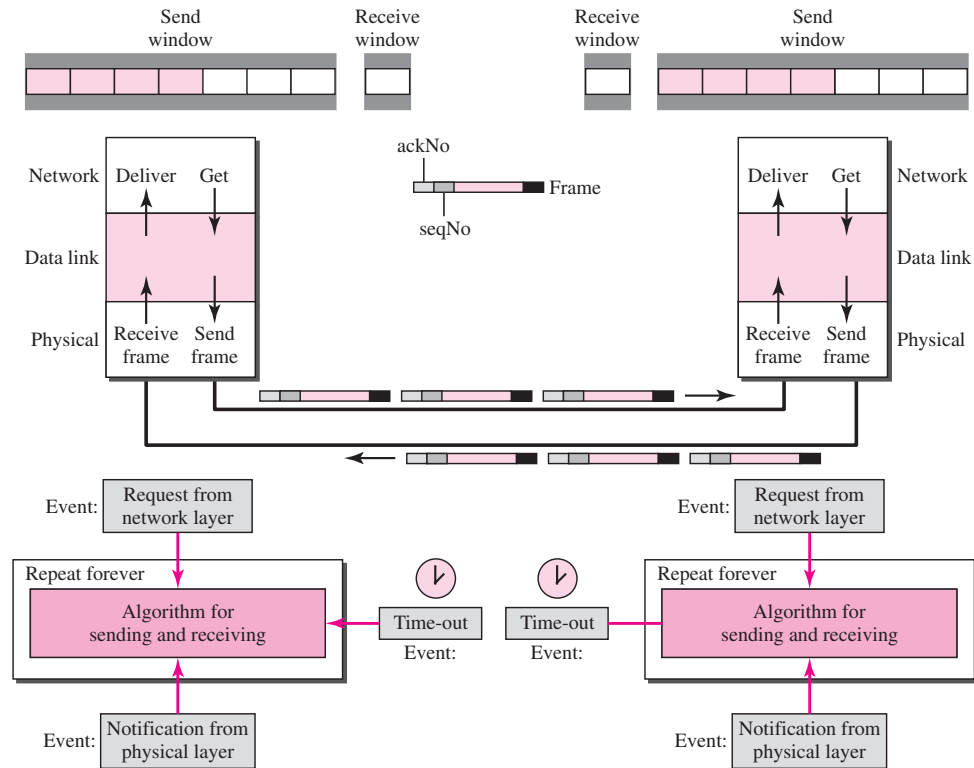 Send
window
Receive
window
Receive
window
Send
window
ackNo
Frame
seqNo
Network
Deliver
Get
Data link
Physical
Receive
frame
Send
frame
Deliver
Get
Network
Data link
Receive
frame
Send
frame
Physical
Event:
Request from
network layer
Event:
Request from
network layer
Repeat forever
Algorithm for
sending and receiving
Time-out
Event:
Time-out
Event:
Repeat forever
Algorithm for
sending and receiving
Event:
Notification from
physical layer
Event:
Notification from
physical layer